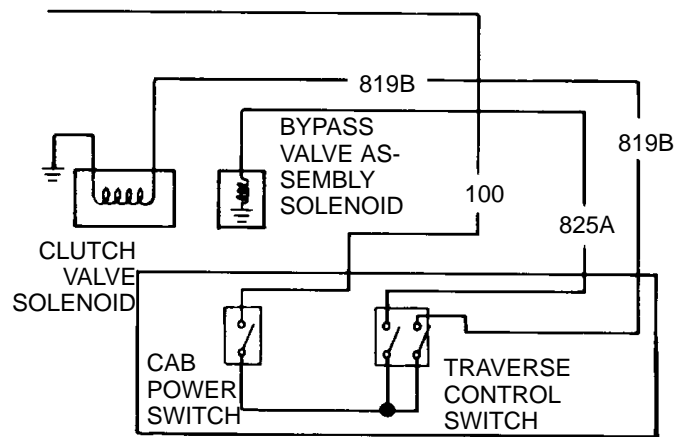 819B
BYPASS
VALVE AS-
SEMBLY
SOLENOID
819B
100
825A
CLUTCH
VALVE
SOLENOID
CAB
POWER
SWITCH
TRAVERSE
CONTROL
SWITCH